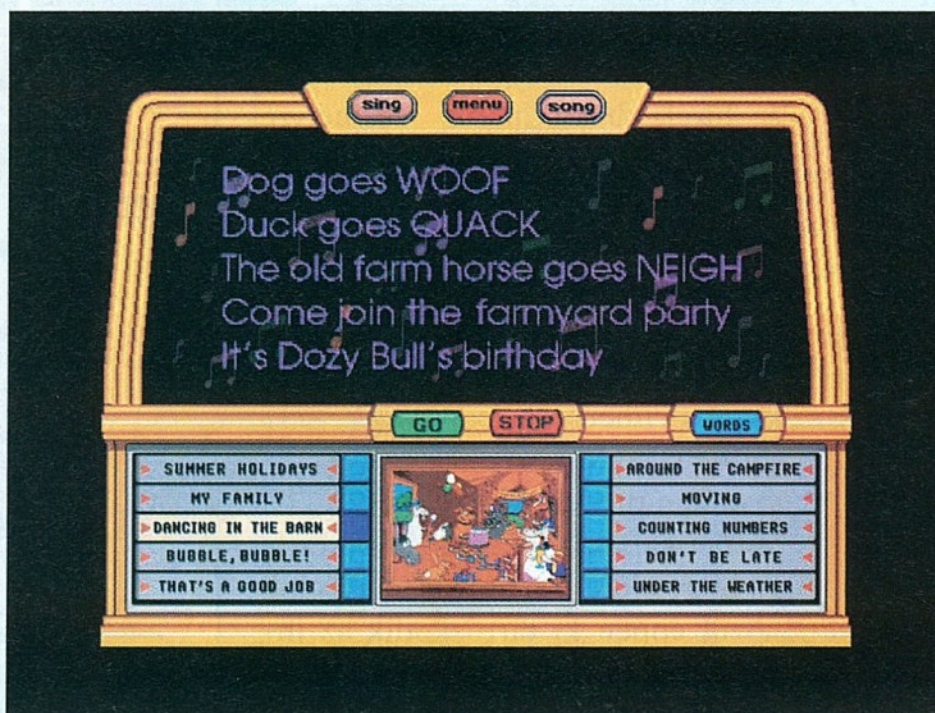 sing menu song
Dog goes WOOF
Duck goes QUACK
The old farm horse goes NEIGH
Come join the farmyard party
It's Dozy Bull's birthday
GO STOP WORDS
SUMMER HOLIDAYS
MY FAMILY
DANCING IN THE BARN
BUBBLE, BUBBLE!
THAT'S A GOOD JOB
AROUND THE CAMPFIRE
MOVING
COUNTING NUMBERS
DON'T BE LATE
UNDER THE WEATHER